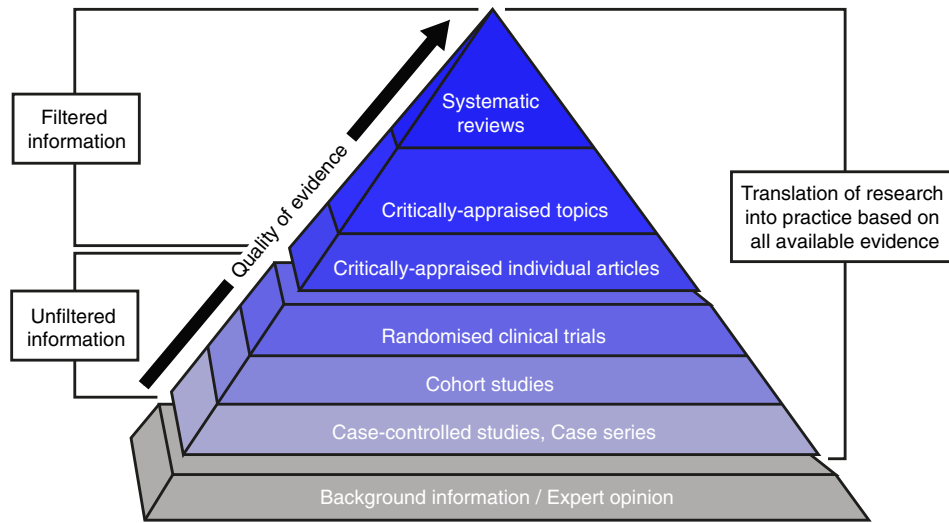 Filtered
information
Unfiltered
information
Quality of evidence
Systematic
reviews
Critically-appraised topics
Critically-appraised individual articles
Randomised clinical trials
Cohort studies
Case-controlled studies, Case series
Background information / Expert opinion
Translation of research
into practice based on
all available evidence